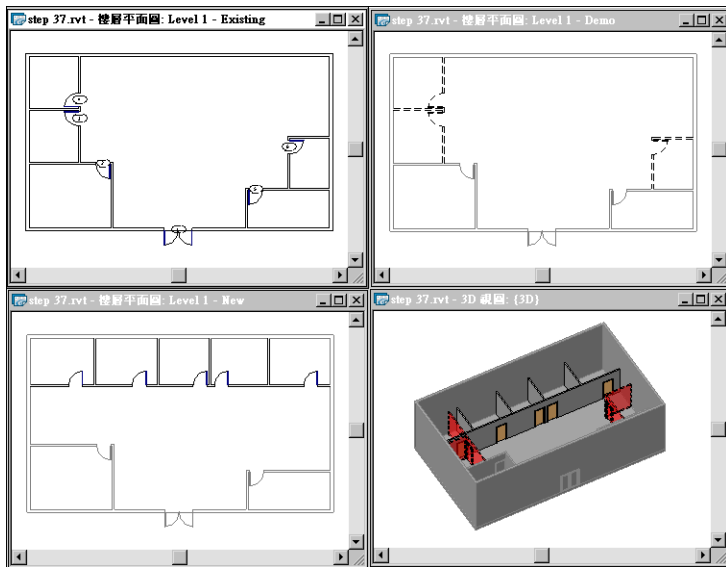 step 37.rvt - 樓層平面圖: Level 1 - Existing
step 37.rvt - 樓層平面圖: Level 1 - Demo
step 37.rvt - 樓層平面圖: Level 1 - New
step 37.rvt - 3D 視圖: {3D}